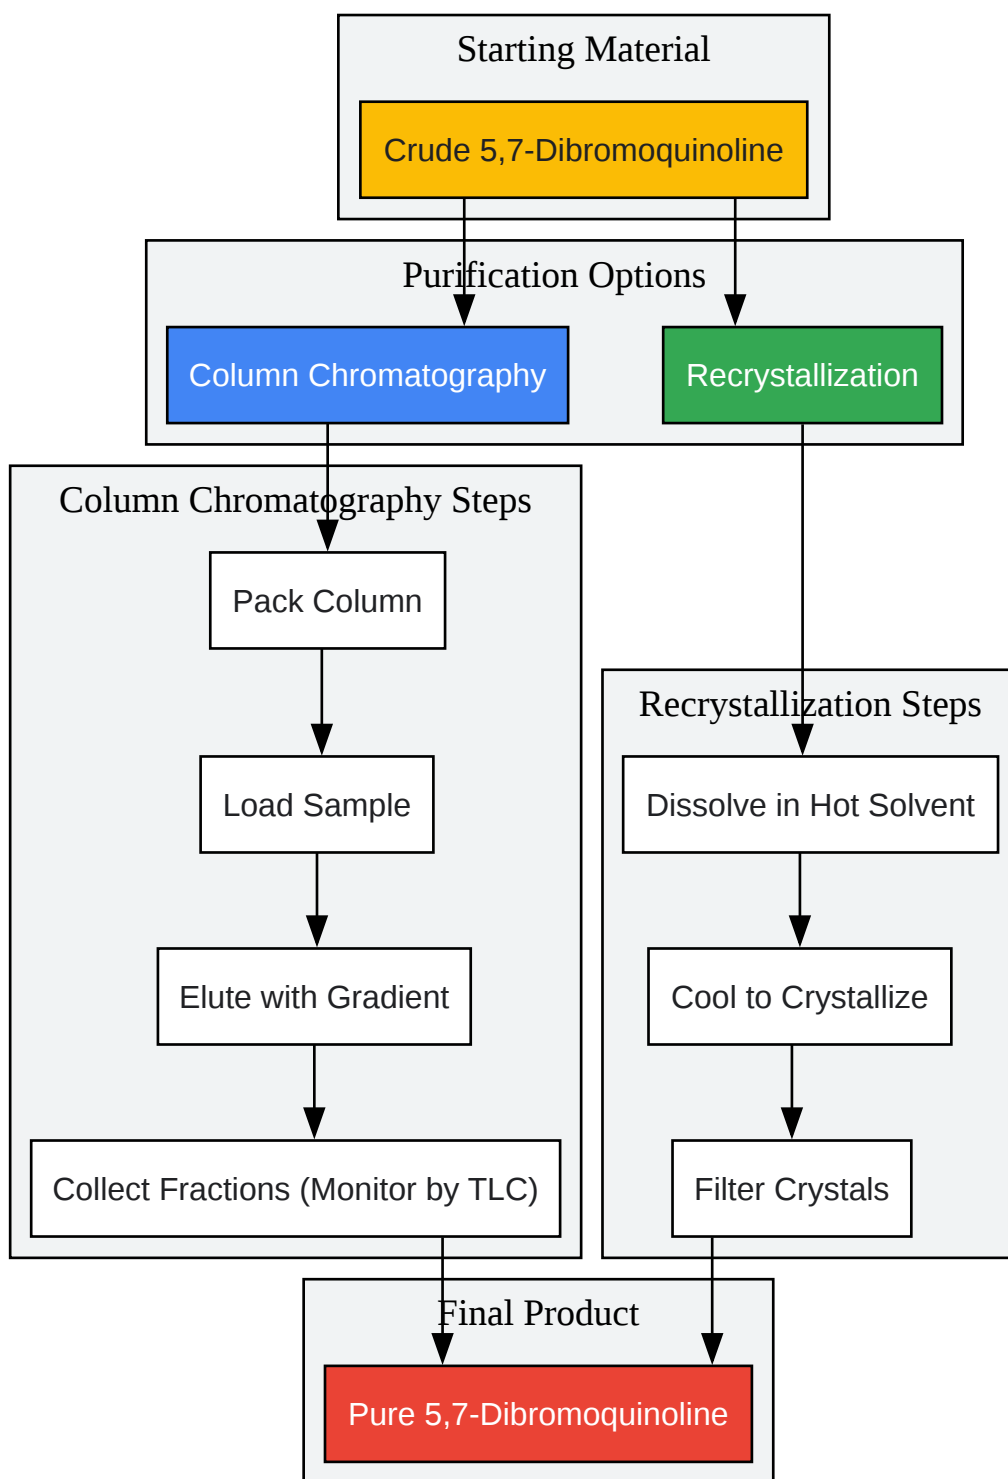 Starting Material
Crude 5,7-Dibromoquinoline
Purification Options
Column Chromatography
Recrystallization
Column Chromatography Steps
Pack Column
Load Sample
Elute with Gradient
Collect Fractions (Monitor by TLC)
Recrystallization Steps
Dissolve in Hot Solvent
Cool to Crystallize
Filter Crystals
Final Product
Pure 5,7-Dibromoquinoline